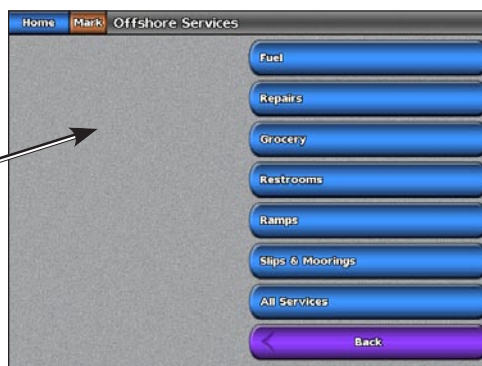 Home Mark Offshore Services
Fuel
Repairs
Grocery
Restrooms
Ramps
Slips & Moorings
All Services
Back